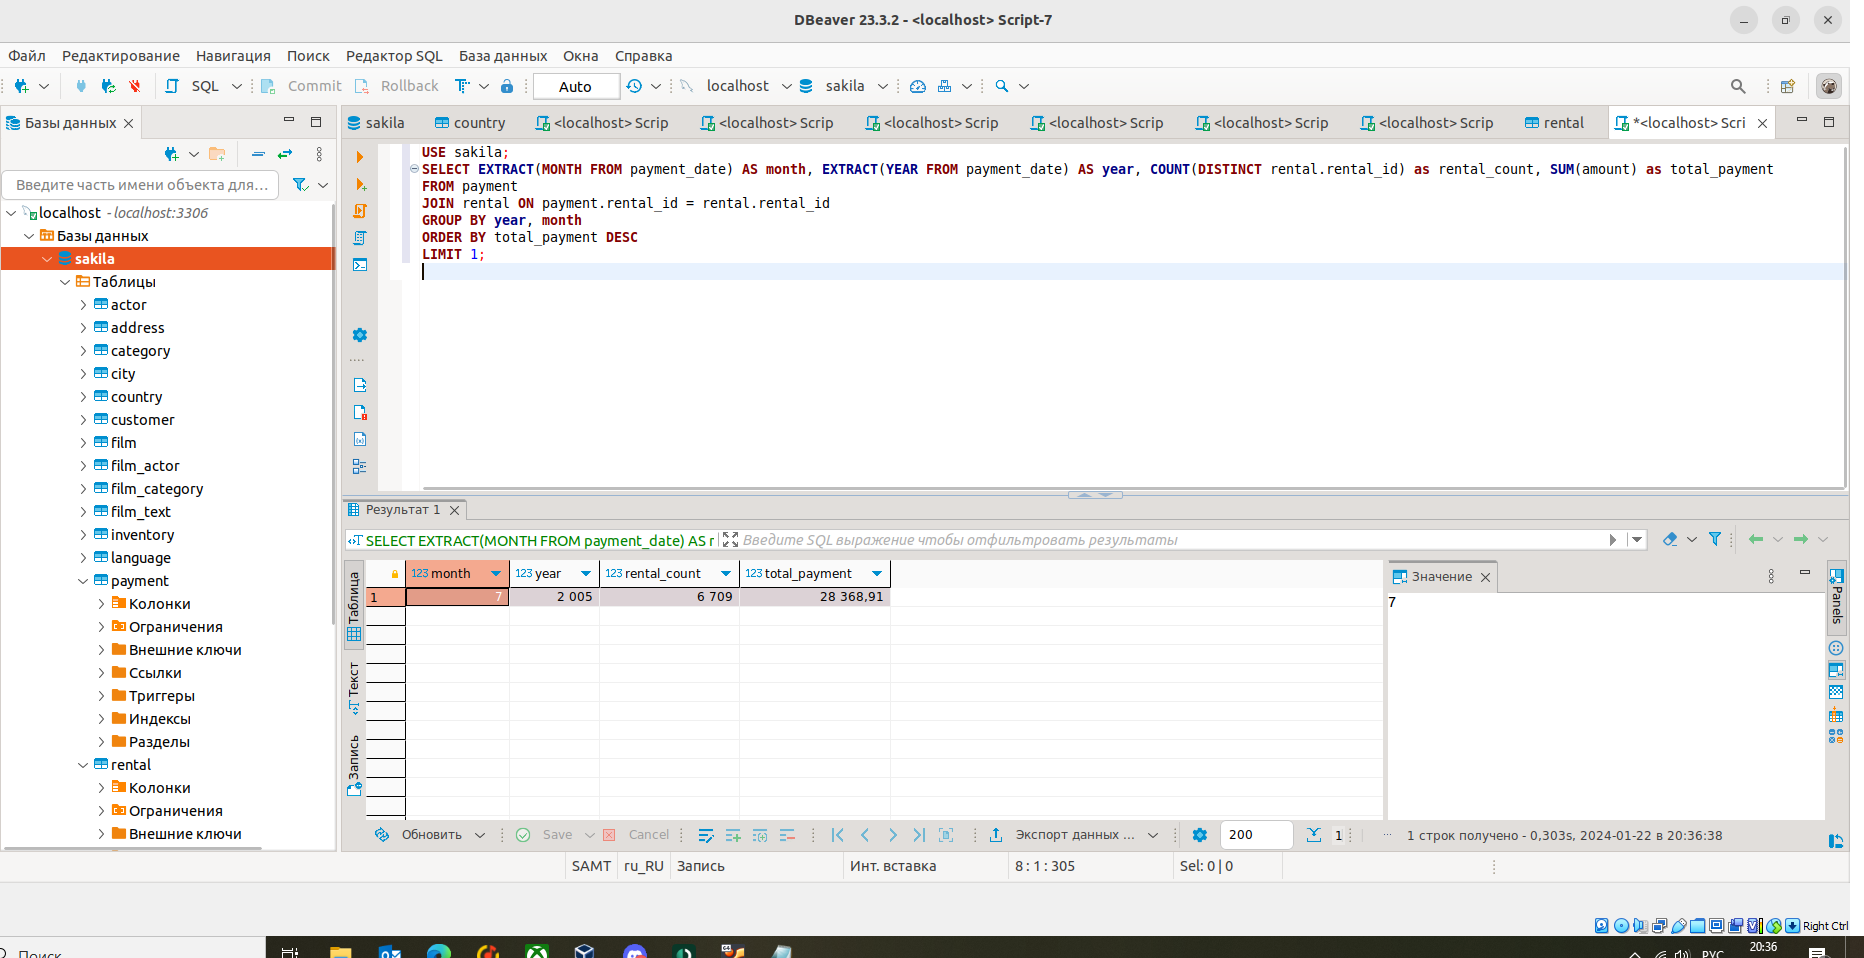 DBeaver 23.3.2 - <localhost> Script-7
Файл Редактирование Навигация Поиск Редактор SQL База данных Окна Справка
SQL Commit Rollback Auto localhost sakila
Базы данных
sakila country <localhost> Scrip <localhost> Scrip <localhost> Scrip <localhost> Scrip <localhost> Scrip <localhost> Scrip rental *<localhost> Scri
Введите часть имени объекта для...
localhost - localhost:3306
Базы данных
sakila
Таблицы
actor
address
category
city
country
customer
film
film_actor
film_category
film_text
inventory
language
payment
Колонки
Ограничения
Внешние ключи
Ссылки
Триггеры
Индексы
Разделы
rental
Колонки
Ограничения
Внешние ключи
USE sakila;
SELECT EXTRACT(MONTH FROM payment_date) AS month, EXTRACT(YEAR FROM payment_date) AS year, COUNT(DISTINCT rental.rental_id) as rental_count, SUM(amount) as total_payment
FROM payment
JOIN rental ON payment.rental_id = rental.rental_id
GROUP BY year, month
ORDER BY total_payment DESC
LIMIT 1;
Результат 1
SELECT EXTRACT(MONTH FROM payment_date) AS r Введите SQL выражение чтобы отфильтровать результаты
Таблица
Текст
Запись
123 month 123 year 123 rental_count 123 total_payment
1 7 2 005 6 709 28 368,91
Значение
7
Panels
Обновить Save Cancel Экспорт данных ... 200 1 1 строк получено - 0,303s, 2024-01-22 в 20:36:38
SAMT ru_RU Запись Инт. вставка 8 : 1 : 305 Sel: 0 | 0
Right Ctrl
Поиск
РУС 20:36